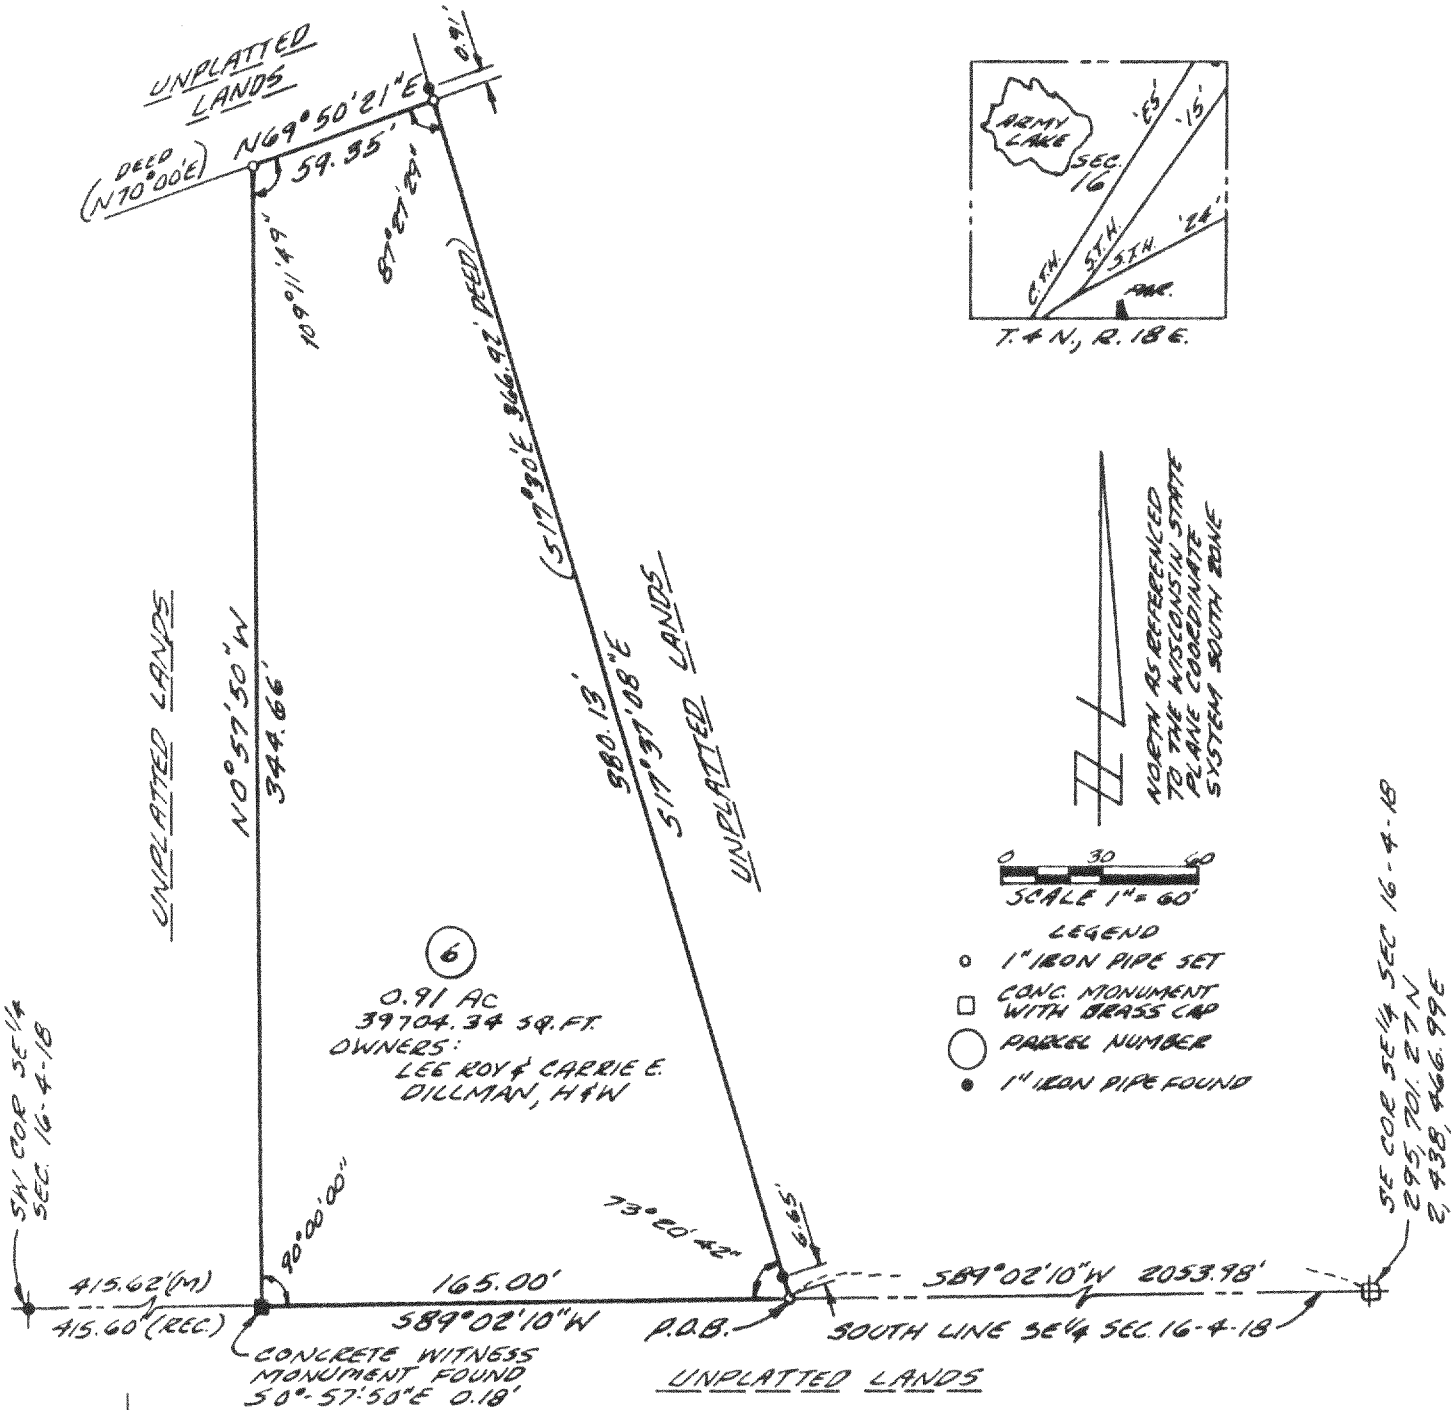 UNPLATTED
LANDS
0.91'
N69°50'21"E
59.35'
DEED
(N70°00'E)
109°11'49"
87°27'29"
(S17°30'E 366.92' DEED)
ARMY
LAKE
SEC.
16
'ES'
'15'
C.T.H.
S.T.H.
S.T.H. '24'
PAR.
T. 4 N., R. 18 E.
NORTH AS REFERENCED
TO THE WISCONSIN STATE
PLANE COORDINATE
SYSTEM SOUTH ZONE
UNPLATTED LANDS
N0°57'50"W
344.66'
380.13'
S17°37'08"E
UNPLATTED LANDS
0 30 60
SCALE 1"= 60'
LEGEND
1" IRON PIPE SET
CONC. MONUMENT
WITH BRASS CAP
PARCEL NUMBER
1" IRON PIPE FOUND
6
0.91 AC
39704.34 SQ. FT.
OWNERS:
LEE ROY & CARRIE E.
DILLMAN, H & W
SW COR SE 1/4
SEC. 16-4-18
SE COR SE 1/4 SEC 16-4-18
295,701.27 N
2,438,466.99 E
90°00'00"
73°20'42"
6.65'
415.62'(M)
415.60'(REC.)
165.00'
S89°02'10"W
S89°02'10"W 2053.98'
P.O.B.
SOUTH LINE SE 1/4 SEC. 16-4-18
CONCRETE WITNESS
MONUMENT FOUND
S0°-57'-50"E 0.18'
UNPLATTED LANDS